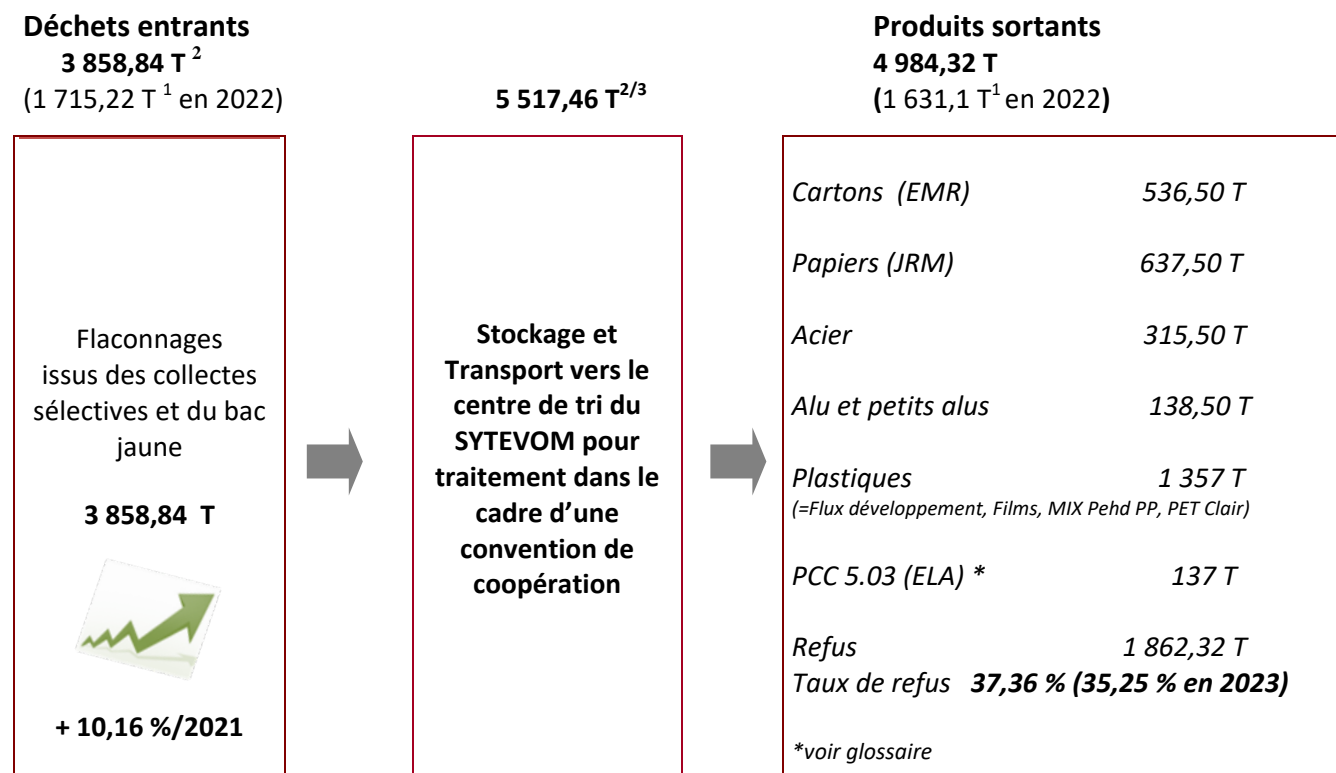 Déchets entrants
3 858,84 T ²
(1 715,22 T ¹ en 2022)
5 517,46 T²/³
Produits sortants
4 984,32 T
(1 631,1 T¹ en 2022)
Flaconnages
issus des collectes
sélectives et du bac
jaune
3 858,84 T
+ 10,16 %/2021
Stockage et
Transport vers le
centre de tri du
SYTEVOM pour
traitement dans le
cadre d’une
convention de
coopération
Cartons (EMR) 536,50 T
Papiers (JRM) 637,50 T
Acier 315,50 T
Alu et petits alus 138,50 T
Plastiques 1 357 T
(=Flux développement, Films, MIX Pehd PP, PET Clair)
PCC 5.03 (ELA) * 137 T
Refus 1 862,32 T
Taux de refus 37,36 % (35,25 % en 2023)
*voir glossaire